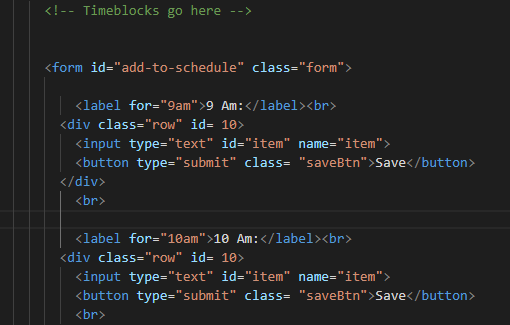 <!-- Timeblocks go here -->
<form id="add-to-schedule" class="form">
<label for="9am">9 Am:</label><br>
<div class="row" id= 10>
<input type="text" id="item" name="item">
<button type="submit" class= "saveBtn">Save</button>
</div>
<br>
<label for="10am">10 Am:</label><br>
<div class="row" id= 10>
<input type="text" id="item" name="item">
<button type="submit" class= "saveBtn">Save</button>
<br>